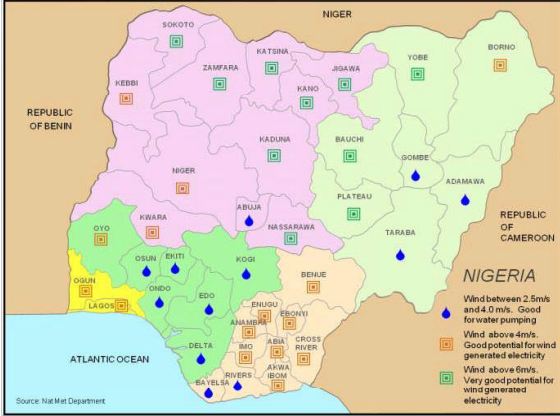 NIGER
SOKOTO
KATSINA
BORNO
YOBE
JIGAWA
ZAMFARA
KEBBI
KANO
REPUBLIC
OF BENIN
KADUNA
BAUCHI
GOMBE
NIGER
ADAMAWA
PLATEAU
ABUJA
KWARA
REPUBLIC
OF
CAMEROON
OYO
NASSARAWA
TARABA
OSUN
EKITI
KOGI
NIGERIA
OGUN
BENUE
Wind between 2.5m/s
and 4.0 m/s. Good
for water pumping
ONDO
EDO
LAGOS
ENUGU
EBONYI
ANAMBRA
Wind above 4m/s.
Good potential for wind
generated electricity
DELTA
IMO
ABIA
CROSS
RIVER
ATLANTIC OCEAN
AKWA
IBOM
RIVERS
BAYELSA
Wind above 6m/s.
Very good potential for
wind generated
electricity
Source: Nat Met Department